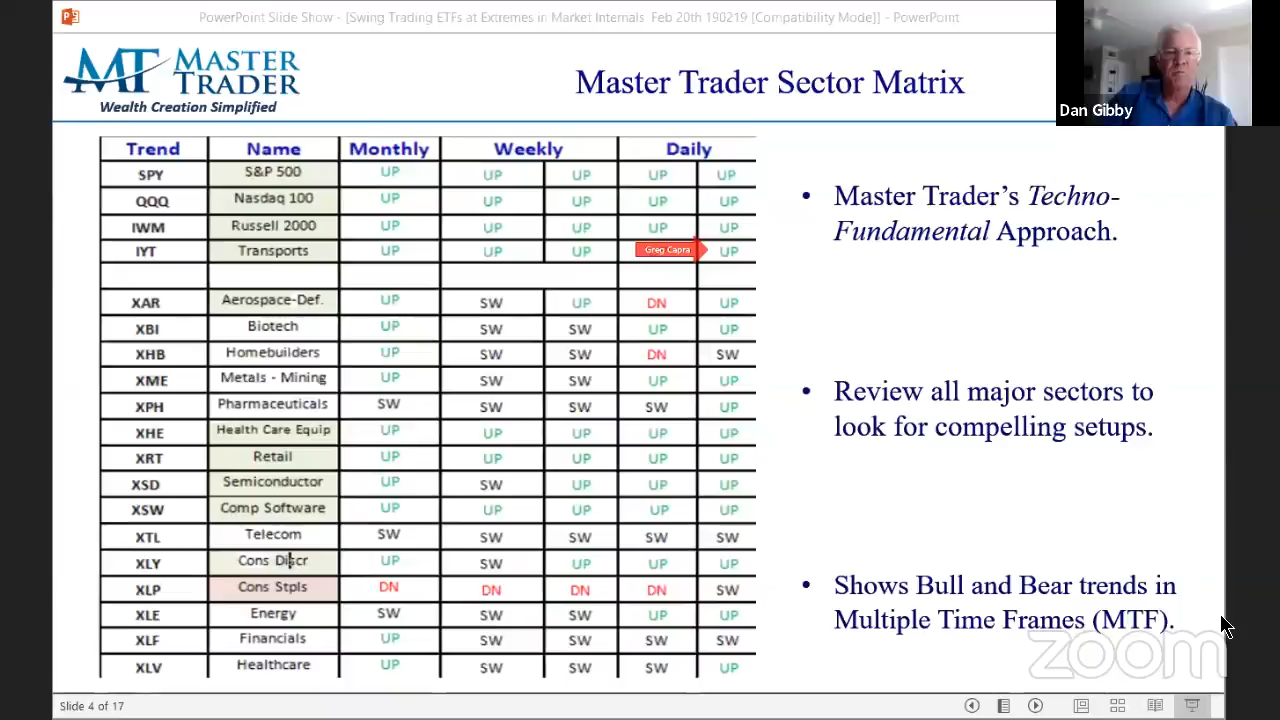 PowerPoint Slide Show - [Swing Trading ETFs at Extremes in Market Internals Feb 20th 190219 [Compatibility Mode]] - PowerPoint
MT MASTER TRADER
Wealth Creation Simplified
Master Trader Sector Matrix
Dan Gibby
Trend Name Monthly Weekly Daily
SPY S&P 500 UP UP UP UP UP
QQQ Nasdaq 100 UP UP UP UP UP
IWM Russell 2000 UP UP UP UP UP
IYT Transports UP UP UP Greg Capra UP
XAR Aerospace-Def. UP SW UP DN UP
XBI Biotech UP SW SW UP UP
XHB Homebuilders UP SW SW DN SW
XME Metals - Mining UP SW SW UP UP
XPH Pharmaceuticals SW SW SW SW UP
XHE Health Care Equip UP UP UP UP UP
XRT Retail UP UP UP UP UP
XSD Semiconductor UP SW UP UP UP
XSW Comp Software UP UP UP UP UP
XTL Telecom SW SW SW SW SW
XLY Cons Discr UP SW UP UP UP
XLP Cons Stpls DN DN DN DN SW
XLE Energy SW SW SW UP UP
XLF Financials UP SW SW SW SW
XLV Healthcare UP SW SW SW UP
• Master Trader's Techno-
Fundamental Approach.
• Review all major sectors to
look for compelling setups.
• Shows Bull and Bear trends in
Multiple Time Frames (MTF).
zoom
Slide 4 of 17